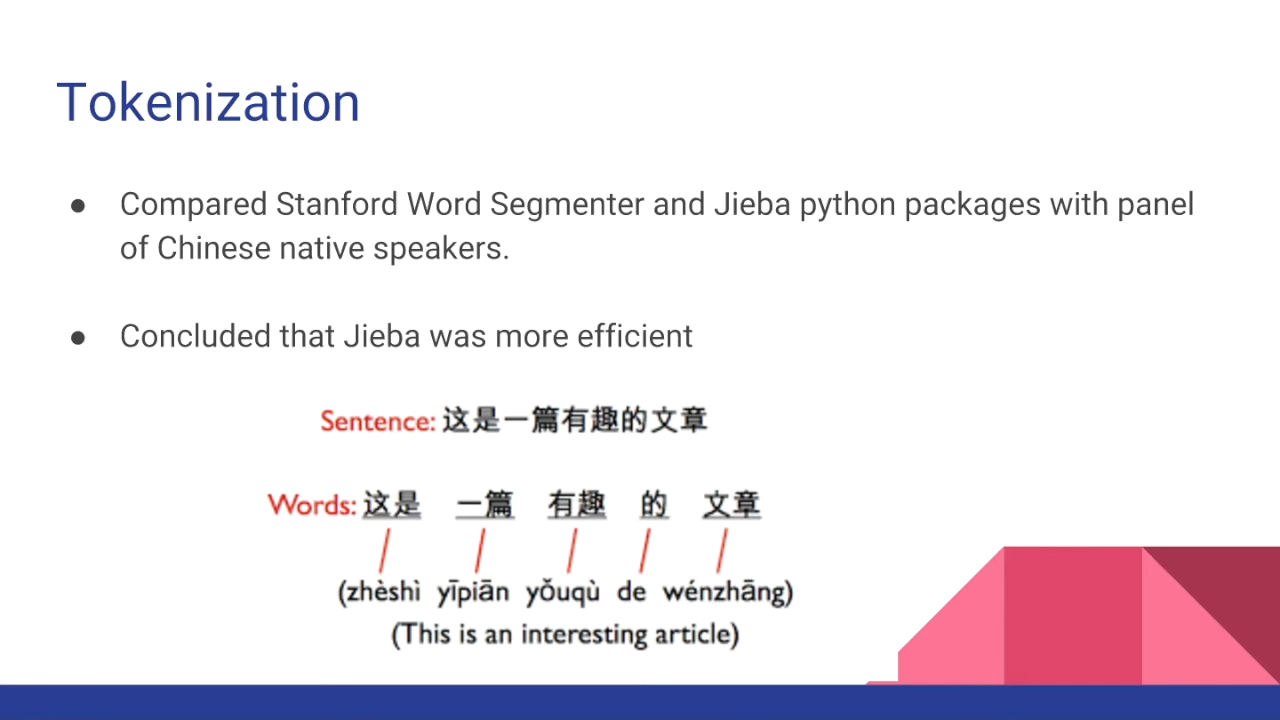 Tokenization
● Compared Stanford Word Segmenter and Jieba python packages with panel
of Chinese native speakers.
● Concluded that Jieba was more efficient
Sentence: 这是一篇有趣的文章
Words: 这是 一篇 有趣 的 文章
(zhèshì yīpiān yǒuqù de wénzhāng)
(This is an interesting article)